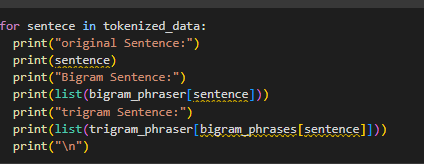 for sentece in tokenized_data:
  print("original Sentence:")
  print(sentence)
  print("Bigram Sentence:")
  print(list(bigram_phraser[sentence]))
  print("trigram Sentence:")
  print(list(trigram_phraser[bigram_phrases[sentence]]))
  print("\n")